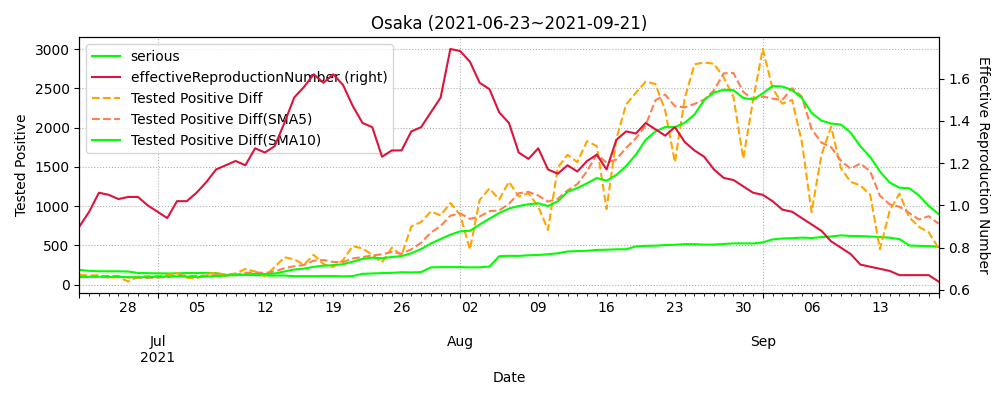 Osaka (2021-06-23~2021-09-21)
serious
effectiveReproductionNumber (right)
Tested Positive Diff
Tested Positive Diff(SMA5)
Tested Positive Diff(SMA10)
3000
2500
2000
1500
1000
500
0
Tested Positive
1.6
1.4
1.2
1.0
0.8
0.6
Effective Reproduction Number
28 05 12 19 26 02 09 16 23 30 06 13
Jul Aug Sep
2021
Date